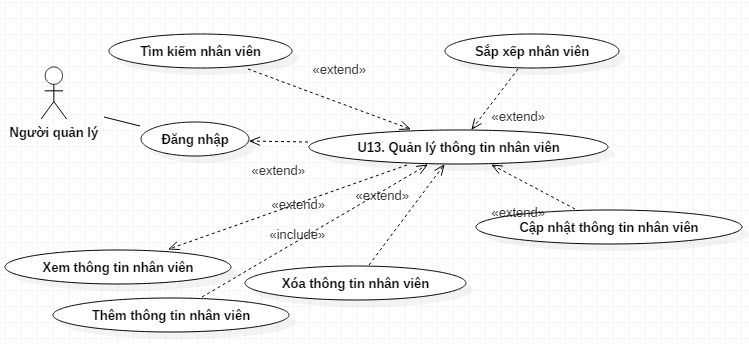 Tìm kiếm nhân viên
Sắp xếp nhân viên
«extend»
«extend»
Người quản lý
Đăng nhập
U13. Quản lý thông tin nhân viên
«extend»
«extend»
«extend»
«extend»
Cập nhật thông tin nhân viên
«include»
Xem thông tin nhân viên
Xóa thông tin nhân viên
Thêm thông tin nhân viên